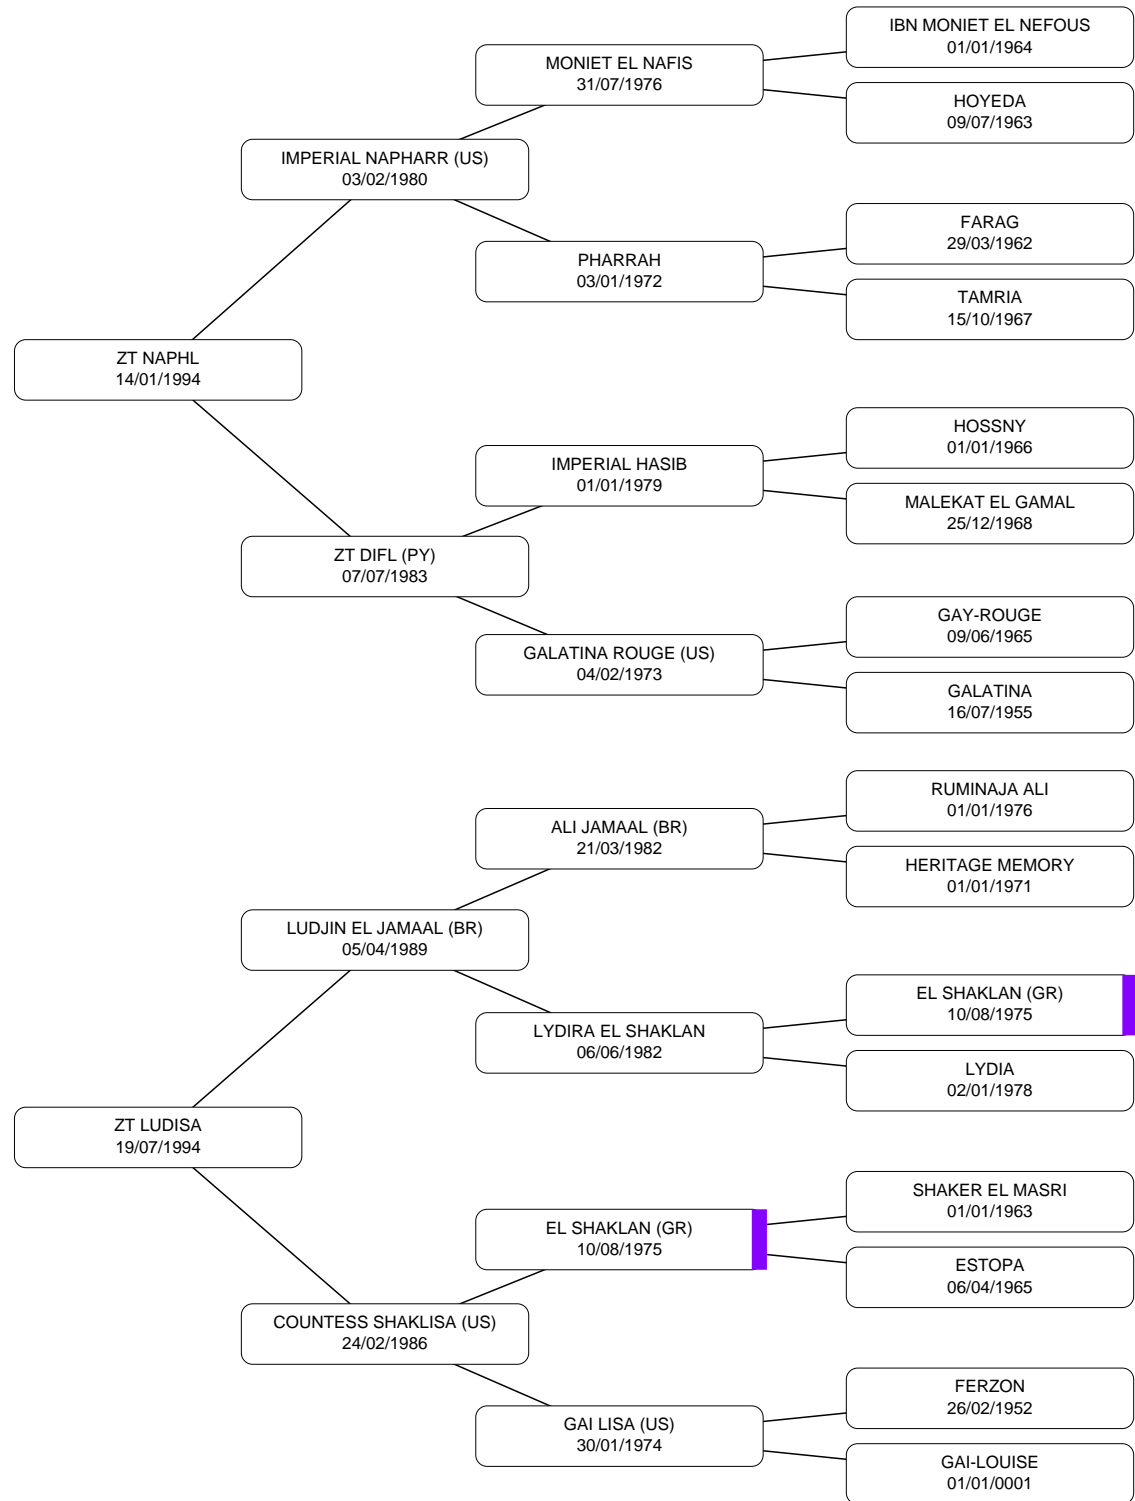 IBN MONIET EL NEFOUS
01/01/1964
MONIET EL NAFIS
31/07/1976
HOYEDA
09/07/1963
IMPERIAL NAPHARR (US)
03/02/1980
FARAG
29/03/1962
PHARRAH
03/01/1972
TAMRIA
15/10/1967
ZT NAPHL
14/01/1994
HOSSNY
01/01/1966
IMPERIAL HASIB
01/01/1979
MALEKAT EL GAMAL
25/12/1968
ZT DIFL (PY)
07/07/1983
GAY-ROUGE
09/06/1965
GALATINA ROUGE (US)
04/02/1973
GALATINA
16/07/1955
RUMINAJA ALI
01/01/1976
ALI JAMAAL (BR)
21/03/1982
HERITAGE MEMORY
01/01/1971
LUDJIN EL JAMAAL (BR)
05/04/1989
EL SHAKLAN (GR)
10/08/1975
LYDIRA EL SHAKLAN
06/06/1982
LYDIA
02/01/1978
ZT LUDISA
19/07/1994
SHAKER EL MASRI
01/01/1963
EL SHAKLAN (GR)
10/08/1975
ESTOPA
06/04/1965
COUNTESS SHAKLISA (US)
24/02/1986
FERZON
26/02/1952
GAI LISA (US)
30/01/1974
GAI-LOUISE
01/01/0001